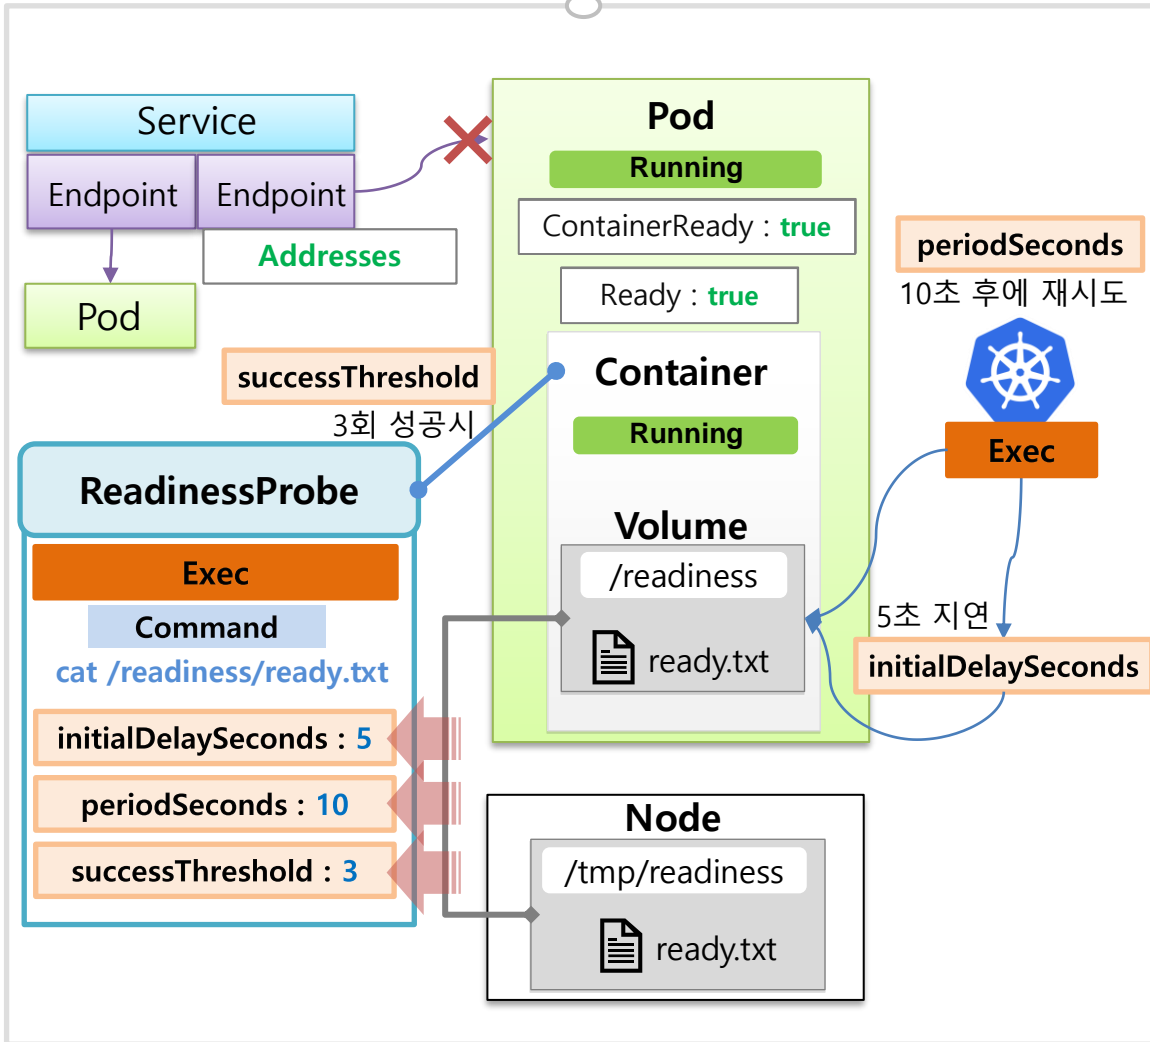 Service
Endpoint
Endpoint
Addresses
Pod
Pod
Running
ContainerReady : true
Ready : true
periodSeconds
10초 후에 재시도
Exec
successThreshold
3회 성공시
Container
Running
Volume
/readiness
ready.txt
5초 지연
initialDelaySeconds
ReadinessProbe
Exec
Command
cat /readiness/ready.txt
initialDelaySeconds : 5
periodSeconds : 10
successThreshold : 3
Node
/tmp/readiness
ready.txt